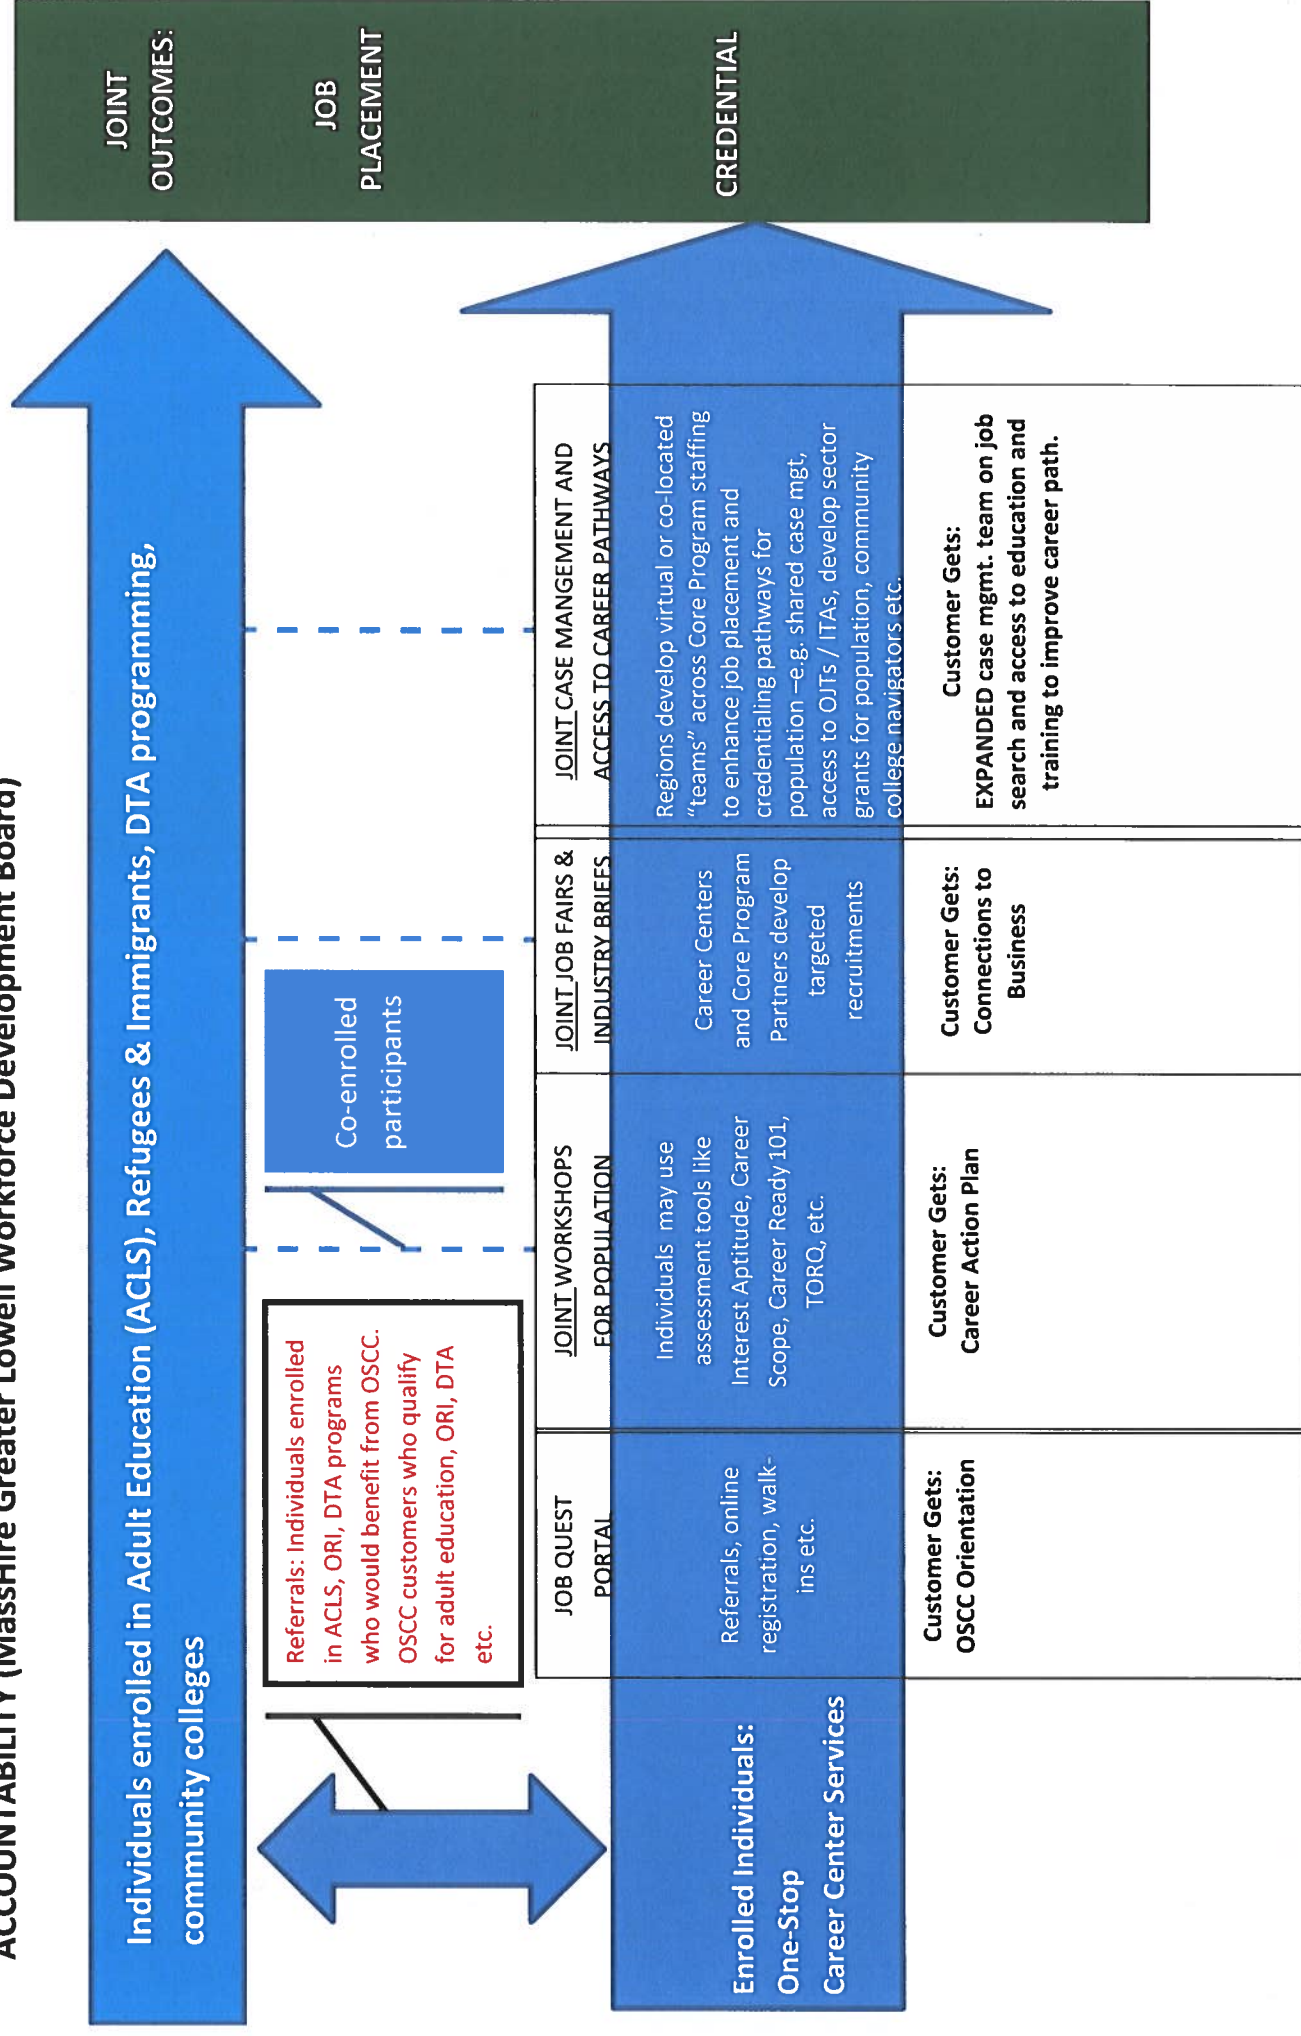 ACCOUNTABILITY (MassHire Greater Lowell Workforce Development Board)
Individuals enrolled in Adult Education (ACLS), Refugees & Immigrants, DTA programming,
community colleges
JOINT
OUTCOMES:
JOB
PLACEMENT
CREDENTIAL
Referrals: Individuals enrolled
in ACLS, ORI, DTA programs
who would benefit from OSCC.
OSCC customers who qualify
for adult education, ORI, DTA
etc.
Co-enrolled
participants
Enrolled Individuals:
One-Stop
Career Center Services
JOB QUEST
PORTAL
Referrals, online
registration, walk-
ins etc.
Customer Gets:
OSCC Orientation
JOINT WORKSHOPS
FOR POPULATION
Individuals may use
assessment tools like
Interest Aptitude, Career
Scope, Career Ready 101,
TORQ, etc.
Customer Gets:
Career Action Plan
JOINT JOB FAIRS &
INDUSTRY BRIEFS
Career Centers
and Core Program
Partners develop
targeted
recruitments
Customer Gets:
Connections to
Business
JOINT CASE MANGEMENT AND
ACCESS TO CAREER PATHWAYS
Regions develop virtual or co-located
“teams” across Core Program staffing
to enhance job placement and
credentialing pathways for
population –e.g. shared case mgt,
access to OJTs / ITAs, develop sector
grants for population, community
college navigators etc.
Customer Gets:
EXPANDED case mgmt. team on job
search and access to education and
training to improve career path.